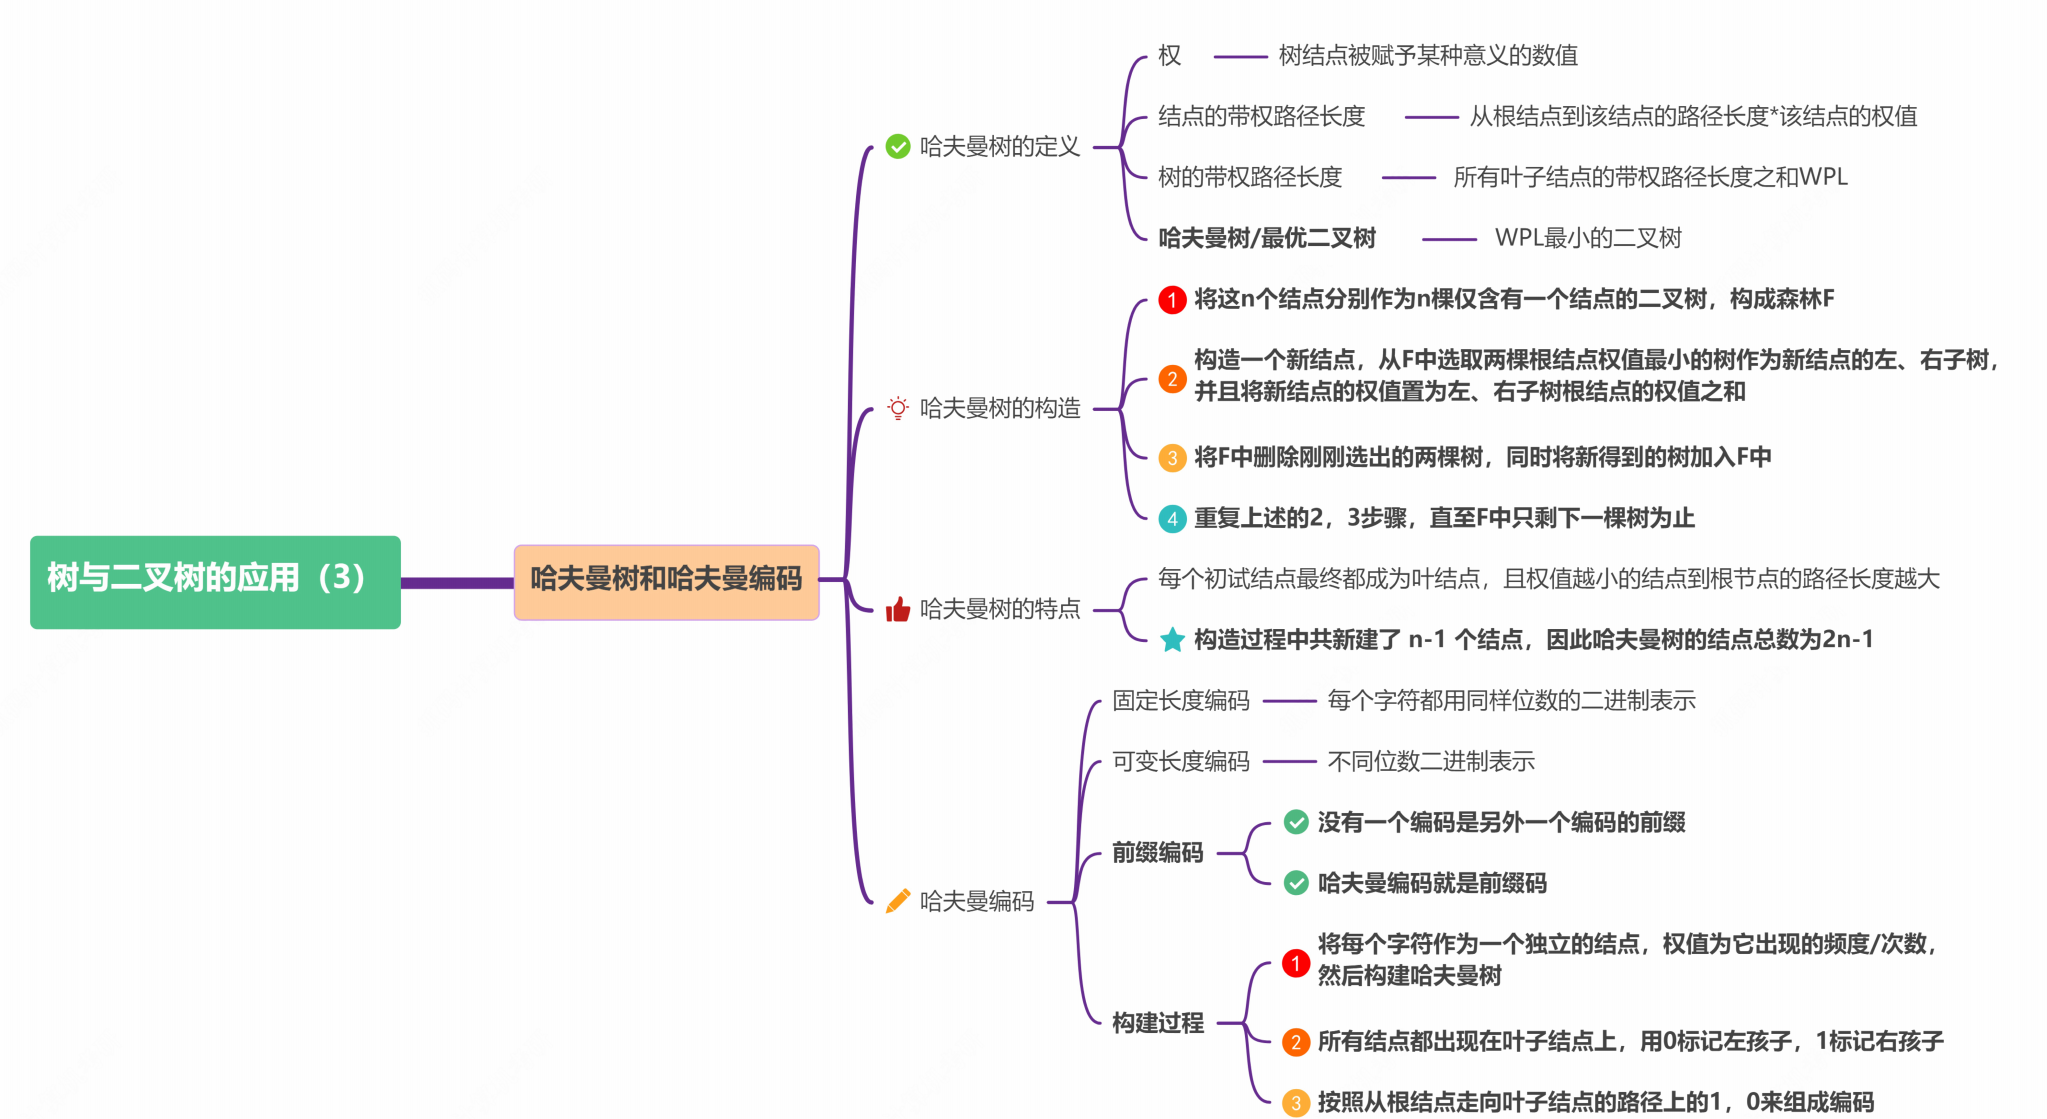 树与二叉树的应用（3）
哈夫曼树和哈夫曼编码
哈夫曼树的定义
权
树结点被赋予某种意义的数值
结点的带权路径长度
从根结点到该结点的路径长度*该结点的权值
树的带权路径长度
所有叶子结点的带权路径长度之和WPL
哈夫曼树/最优二叉树
WPL最小的二叉树
哈夫曼树的构造
1 将这n个结点分别作为n棵仅含有一个结点的二叉树，构成森林F
2 构造一个新结点，从F中选取两棵根结点权值最小的树作为新结点的左、右子树，
并且将新结点的权值置为左、右子树根结点的权值之和
3 将F中删除刚刚选出的两棵树，同时将新得到的树加入F中
4 重复上述的2，3步骤，直至F中只剩下一棵树为止
哈夫曼树的特点
每个初试结点最终都成为叶结点，且权值越小的结点到根节点的路径长度越大
构造过程中共新建了 n-1 个结点，因此哈夫曼树的结点总数为2n-1
哈夫曼编码
固定长度编码
每个字符都用同样位数的二进制表示
可变长度编码
不同位数二进制表示
前缀编码
没有一个编码是另外一个编码的前缀
哈夫曼编码就是前缀码
构建过程
1 将每个字符作为一个独立的结点，权值为它出现的频度/次数，
然后构建哈夫曼树
2 所有结点都出现在叶子结点上，用0标记左孩子，1标记右孩子
3 按照从根结点走向叶子结点的路径上的1，0来组成编码